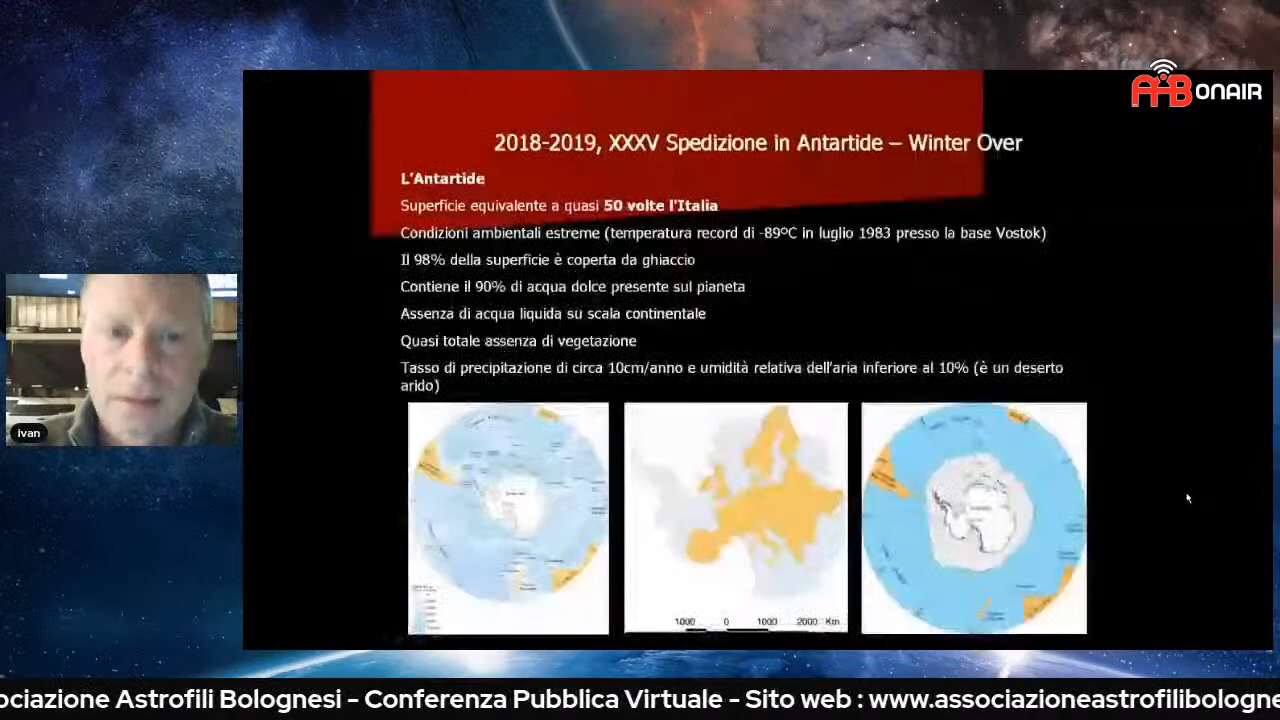 AAB ONAIR
2018-2019, XXXV Spedizione in Antartide – Winter Over
L'Antartide
Superficie equivalente a quasi 50 volte l'Italia
Condizioni ambientali estreme (temperatura record di -89°C in luglio 1983 presso la base Vostok)
Il 98% della superficie è coperta da ghiaccio
Contiene il 90% di acqua dolce presente sul pianeta
Assenza di acqua liquida su scala continentale
Quasi totale assenza di vegetazione
Tasso di precipitazione di circa 10cm/anno e umidità relativa dell'aria inferiore al 10% (è un deserto
arido)
ivan
1000 0 1000 2000 Km
ociazione Astrofili Bolognesi - Conferenza Pubblica Virtuale - Sito web : www.associazioneastrofilibologne